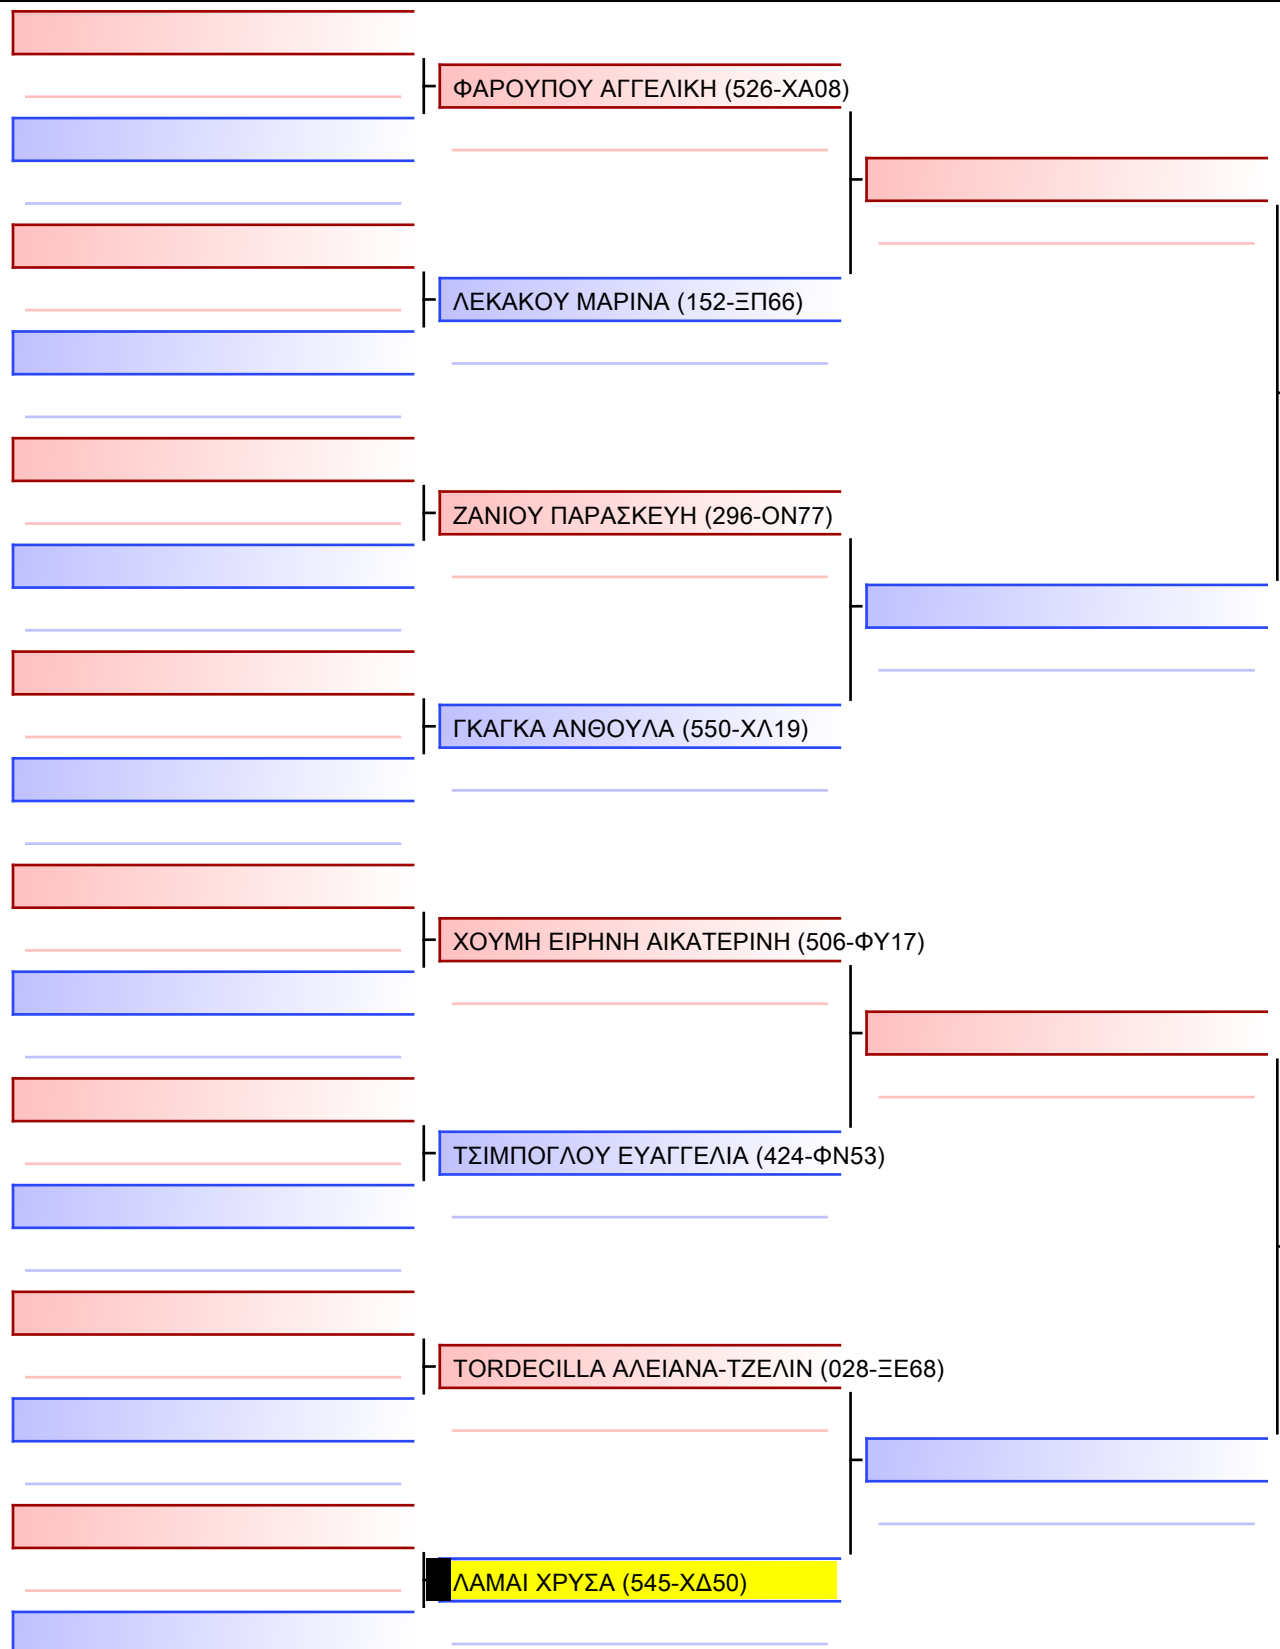 ΦΑΡΟΥΠΟΥ ΑΓΓΕΛΙΚΗ (526-ΧΑ08)
ΛΕΚΑΚΟΥ ΜΑΡΙΝΑ (152-ΞΠ66)
ΖΑΝΙΟΥ ΠΑΡΑΣΚΕΥΗ (296-ΟΝ77)
ΓΚΑΓΚΑ ΑΝΘΟΥΛΑ (550-ΧΛ19)
ΧΟΥΜΗ ΕΙΡΗΝΗ ΑΙΚΑΤΕΡΙΝΗ (506-ΦΥ17)
ΤΣΙΜΠΟΓΛΟΥ ΕΥΑΓΓΕΛΙΑ (424-ΦΝ53)
TORDECILLA ΑΛΕΙΑΝΑ-ΤΖΕΛΙΝ (028-ΞΕ68)
ΛΑΜΑΙ ΧΡΥΣΑ (545-ΧΔ50)